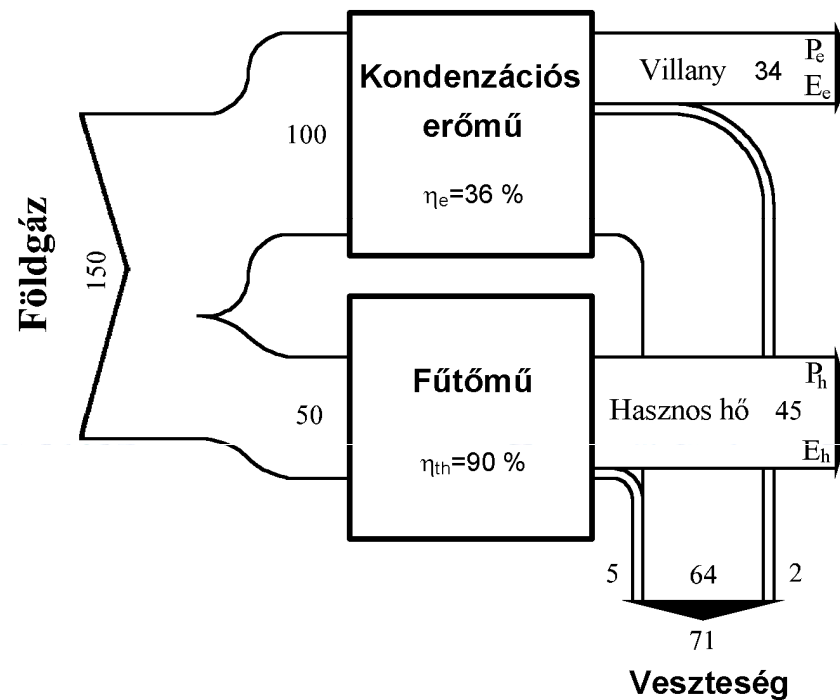 Földgáz
150
100
Kondenzációs
erőmű
ηe=36 %
Villany 34
Pe
Ee
50
Fűtőmű
ηth=90 %
Hasznos hő 45
Ph
Eh
5 64 2
71
Veszteség